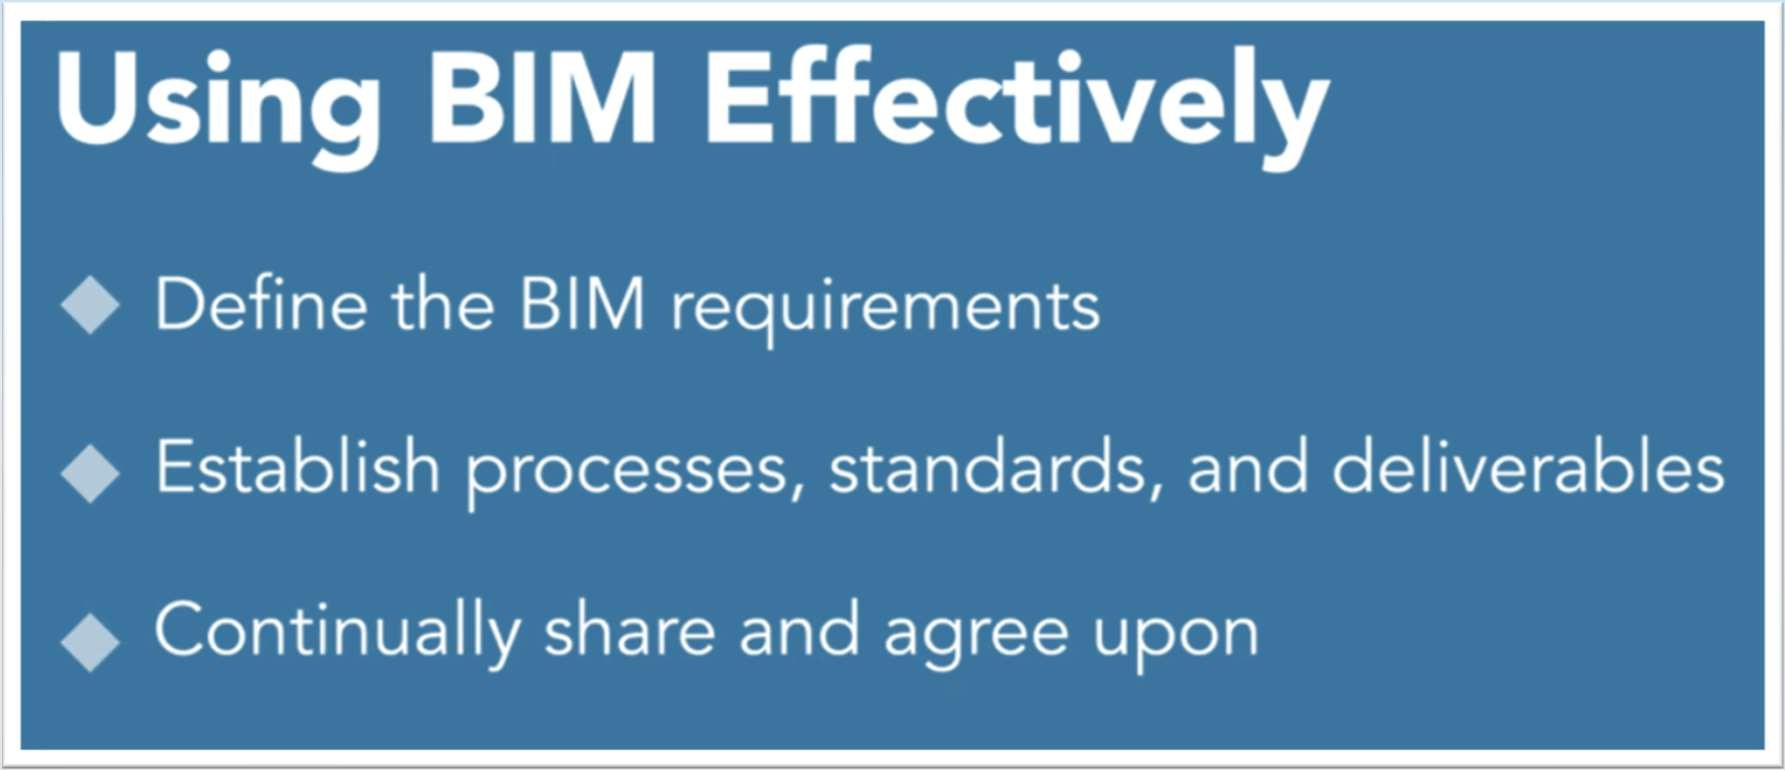 Using BIM Effectively
Define the BIM requirements
Establish processes, standards, and deliverables
Continually share and agree upon